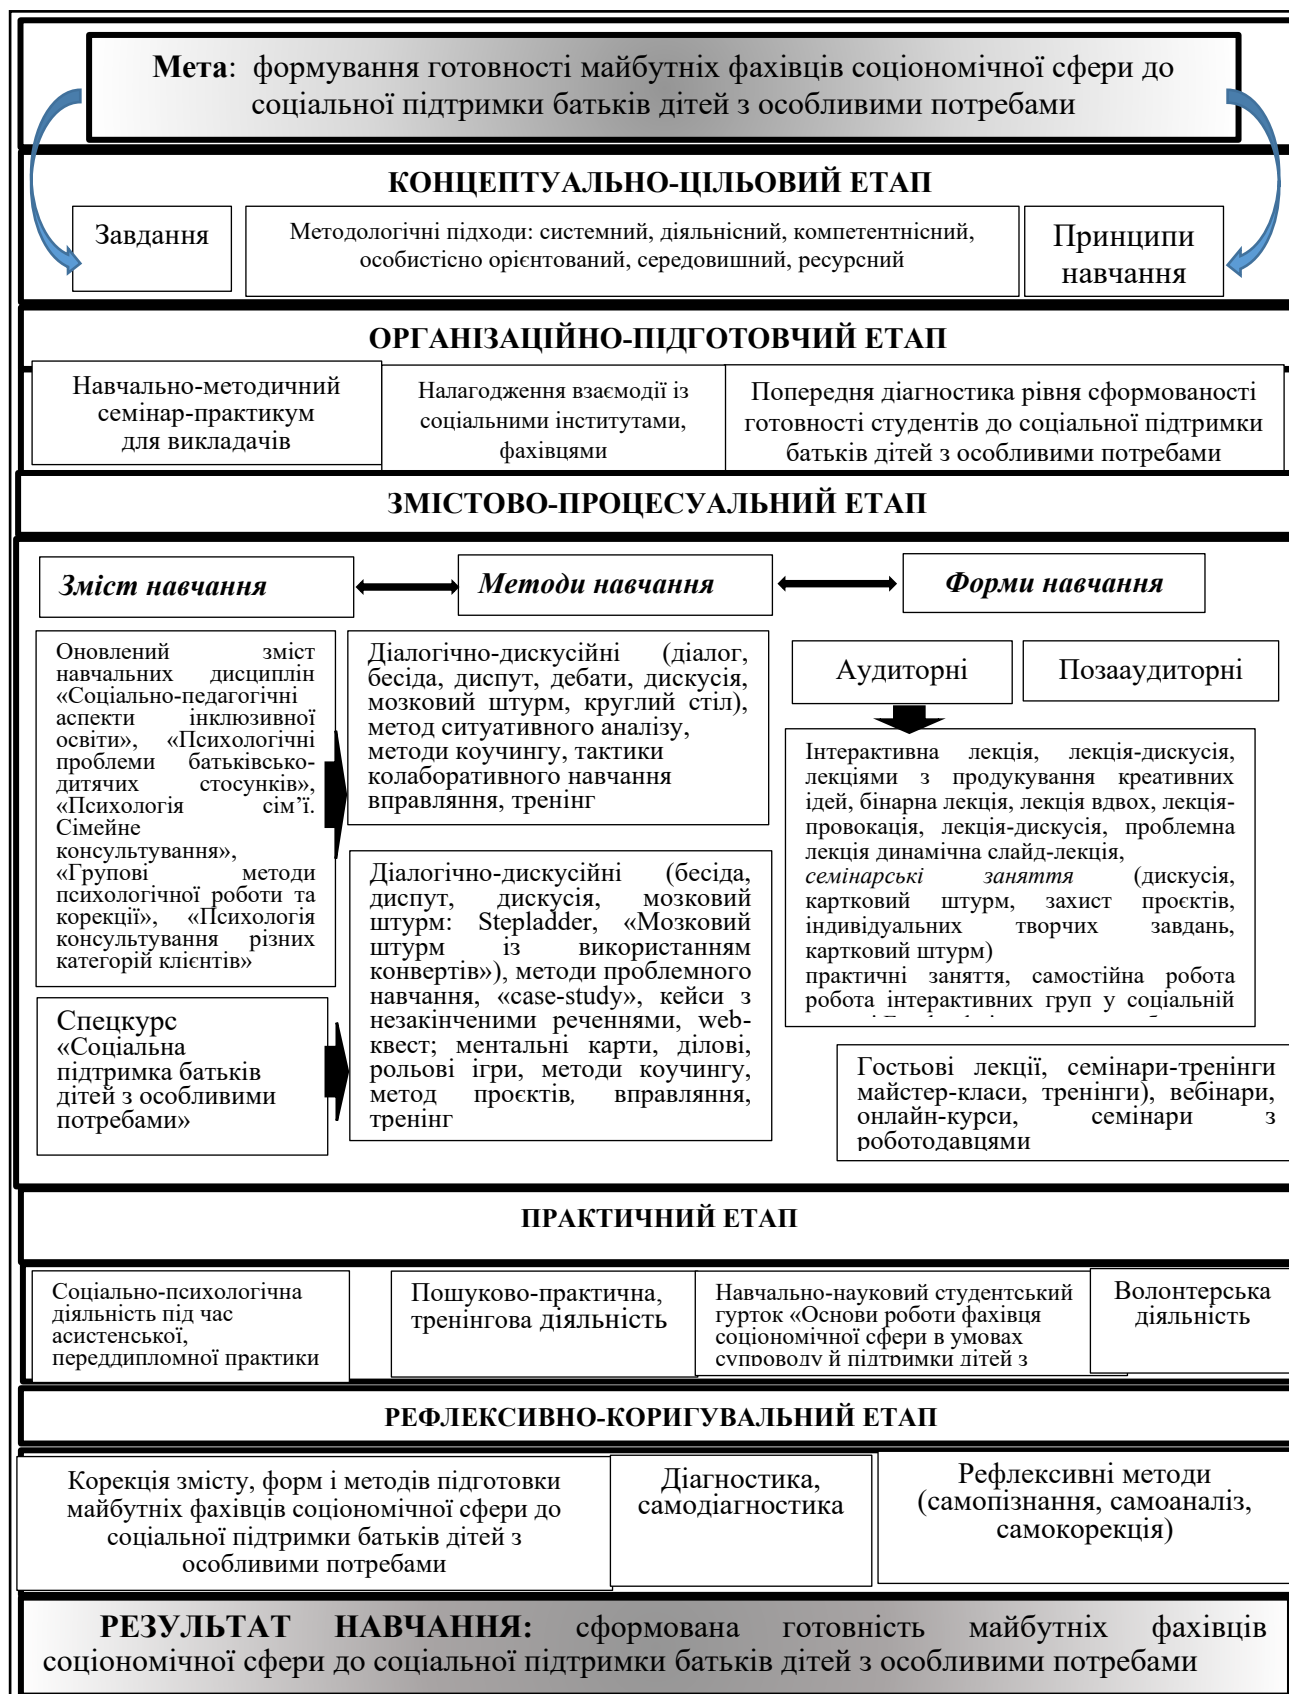 Мета: формування готовності майбутніх фахівців соціономічної сфери до
соціальної підтримки батьків дітей з особливими потребами
КОНЦЕПТУАЛЬНО-ЦІЛЬОВИЙ ЕТАП
Завдання
Методологічні підходи: системний, діяльнісний, компетентнісний,
особистісно орієнтований, середовишний, ресурсний
Принципи
навчання
ОРГАНІЗАЦІЙНО-ПІДГОТОВЧИЙ ЕТАП
Навчально-методичний
семінар-практикум
для викладачів
Налагодження взаємодії із
соціальними інститутами,
фахівцями
Попередня діагностика рівня сформованості
готовності студентів до соціальної підтримки
батьків дітей з особливими потребами
ЗМІСТОВО-ПРОЦЕСУАЛЬНИЙ ЕТАП
Зміст навчання
Методи навчання
Форми навчання
Оновлений зміст
навчальних дисциплін
«Соціально-педагогічні
аспекти інклюзивної
освіти», «Психологічні
проблеми батьківсько-
дитячих стосунків»,
«Психологія сім’ї.
Сімейне
консультування»,
«Групові методи
психологічної роботи та
корекції», «Психологія
консультування різних
категорій клієнтів»
Спецкурс
«Соціальна
підтримка батьків
дітей з особливими
потребами»
Діалогічно-дискусійні (діалог,
бесіда, диспут, дебати, дискусія,
мозковий штурм, круглий стіл),
метод ситуативного аналізу,
методи коучингу, тактики
колаборативного навчання
вправляння, тренінг
Діалогічно-дискусійні (бесіда,
диспут, дискусія, мозковий
штурм: Stepladder, «Мозковий
штурм із використанням
конвертів»), методи проблемного
навчання, «case-study», кейси з
незакінченими реченнями, web-
квест; ментальні карти, ділові,
рольові ігри, методи коучингу,
метод проєктів, вправляння,
тренінг
Аудиторні
Позааудиторні
Інтерактивна лекція, лекція-дискусія,
лекціями з продукування креативних
ідей, бінарна лекція, лекція вдвох, лекція-
провокація, лекція-дискусія, проблемна
лекція динамічна слайд-лекція,
семінарські заняття (дискусія,
картковий штурм, захист проєктів,
індивідуальних творчих завдань,
картковий штурм)
практичні заняття, самостійна робота
робота інтерактивних груп у соціальній
Гостьові лекції, семінари-тренінги
майстер-класи, тренінги), вебінари,
онлайн-курси, семінари з
роботодавцями
ПРАКТИЧНИЙ ЕТАП
Соціально-психологічна
діяльність під час
асистенської,
переддипломної практики
Пошуково-практична,
тренінгова діяльність
Навчально-науковий студентський
гурток «Основи роботи фахівця
соціономічної сфери в умовах
супроводу й підтримки дітей з
Волонтерська
діяльність
РЕФЛЕКСИВНО-КОРИГУВАЛЬНИЙ ЕТАП
Корекція змісту, форм і методів підготовки
майбутніх фахівців соціономічної сфери до
соціальної підтримки батьків дітей з
особливими потребами
Діагностика,
самодіагностика
Рефлексивні методи
(самопізнання, самоаналіз,
самокорекція)
РЕЗУЛЬТАТ НАВЧАННЯ: сформована готовність майбутніх фахівців
соціономічної сфери до соціальної підтримки батьків дітей з особливими потребами